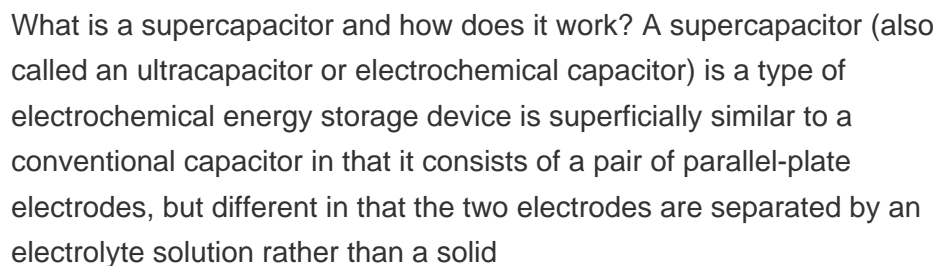 What is a supercapacitor and how does it work? A supercapacitor (also
called an ultracapacitor or electrochemical capacitor) is a type of
electrochemical energy storage device is superficially similar to a
conventional capacitor in that it consists of a pair of parallel-plate
electrodes, but different in that the two electrodes are separated by an
electrolyte solution rather than a solid